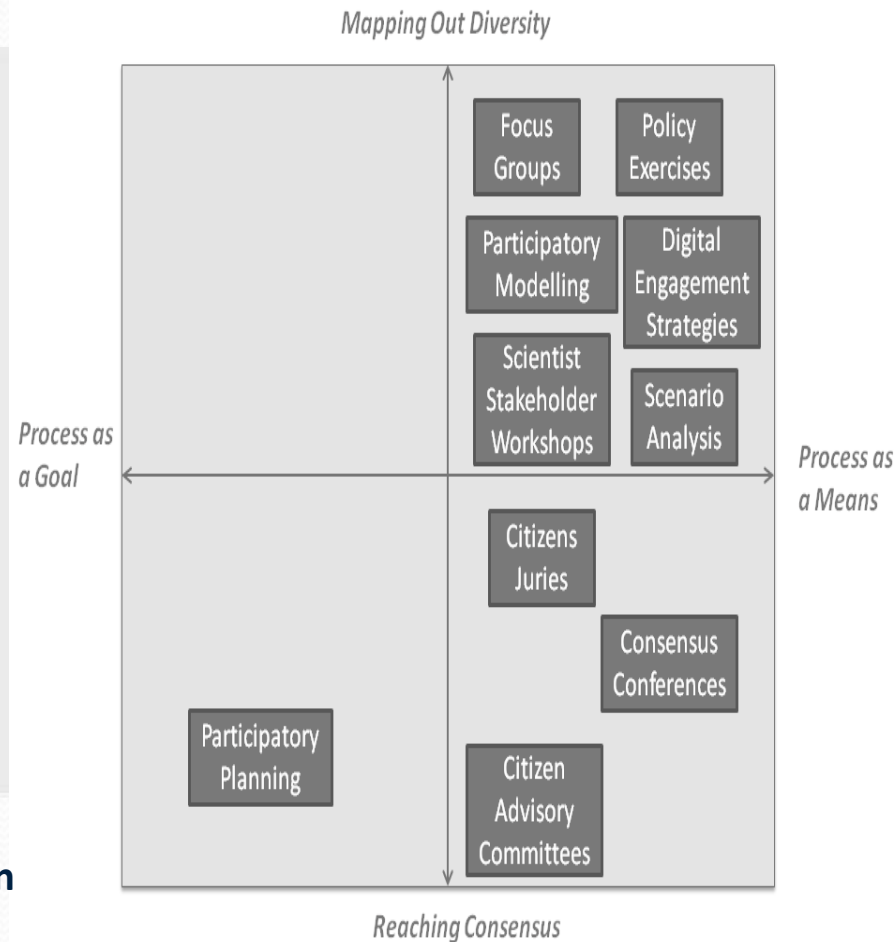 Mapping Out Diversity
Focus
Groups
Policy
Exercises
Participatory
Modelling
Digital
Engagement
Strategies
Scientist
Stakeholder
Workshops
Scenario
Analysis
Process as
a Goal
Process as
a Means
Citizens
Juries
Consensus
Conferences
Participatory
Planning
Citizen
Advisory
Committees
Reaching Consensus